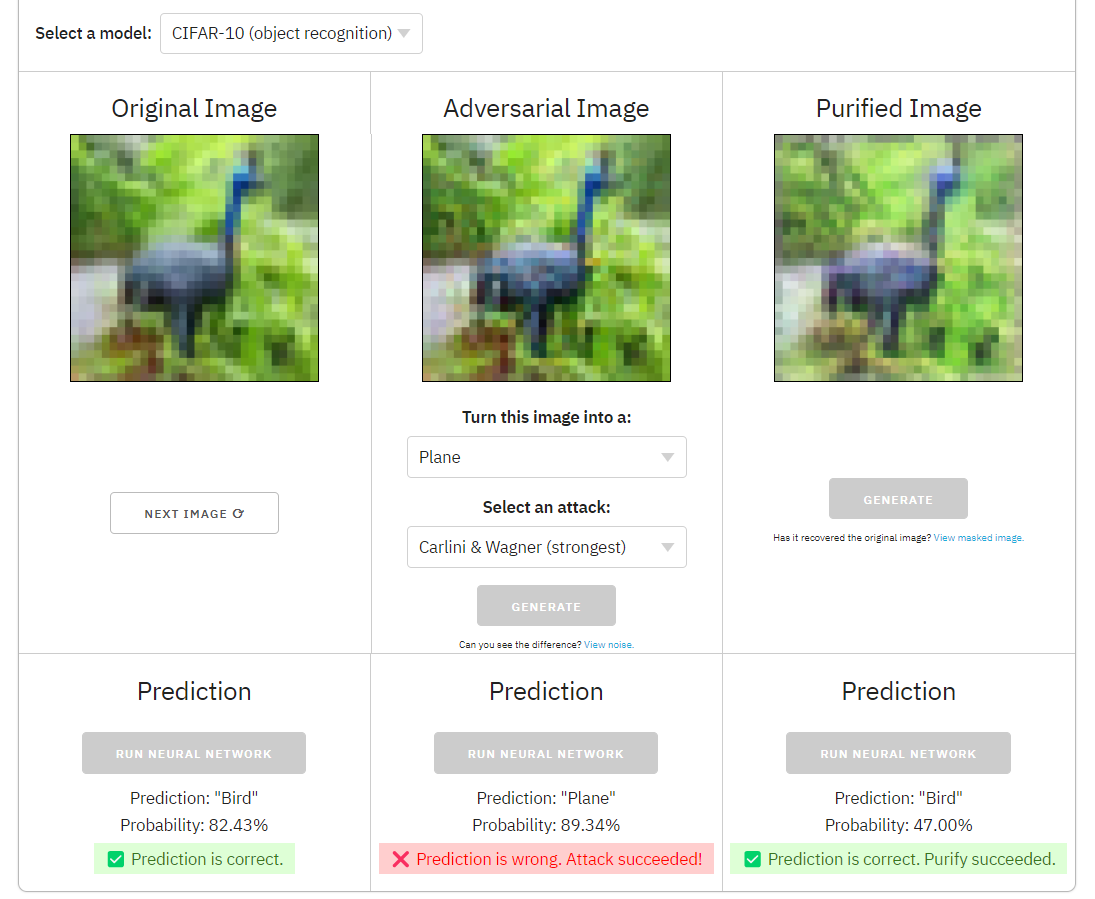 Select a model: CIFAR-10 (object recognition)
Original Image
Adversarial Image
Purified Image
Turn this image into a:
Plane
Select an attack:
Carlini & Wagner (strongest)
NEXT IMAGE ⟳
GENERATE
Can you see the difference? View noise.
GENERATE
Has it recovered the original image? View masked image.
Prediction
RUN NEURAL NETWORK
Prediction: "Bird"
Probability: 82.43%
✅ Prediction is correct.
Prediction
RUN NEURAL NETWORK
Prediction: "Plane"
Probability: 89.34%
❌ Prediction is wrong. Attack succeeded!
Prediction
RUN NEURAL NETWORK
Prediction: "Bird"
Probability: 47.00%
✅ Prediction is correct. Purify succeeded.